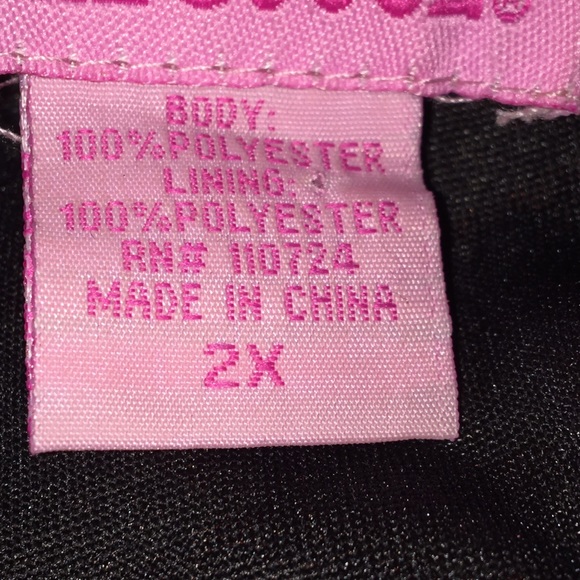 BODY:
100%POLYESTER
LINING:
100%POLYESTER
RN# 110724
MADE IN CHINA
2X